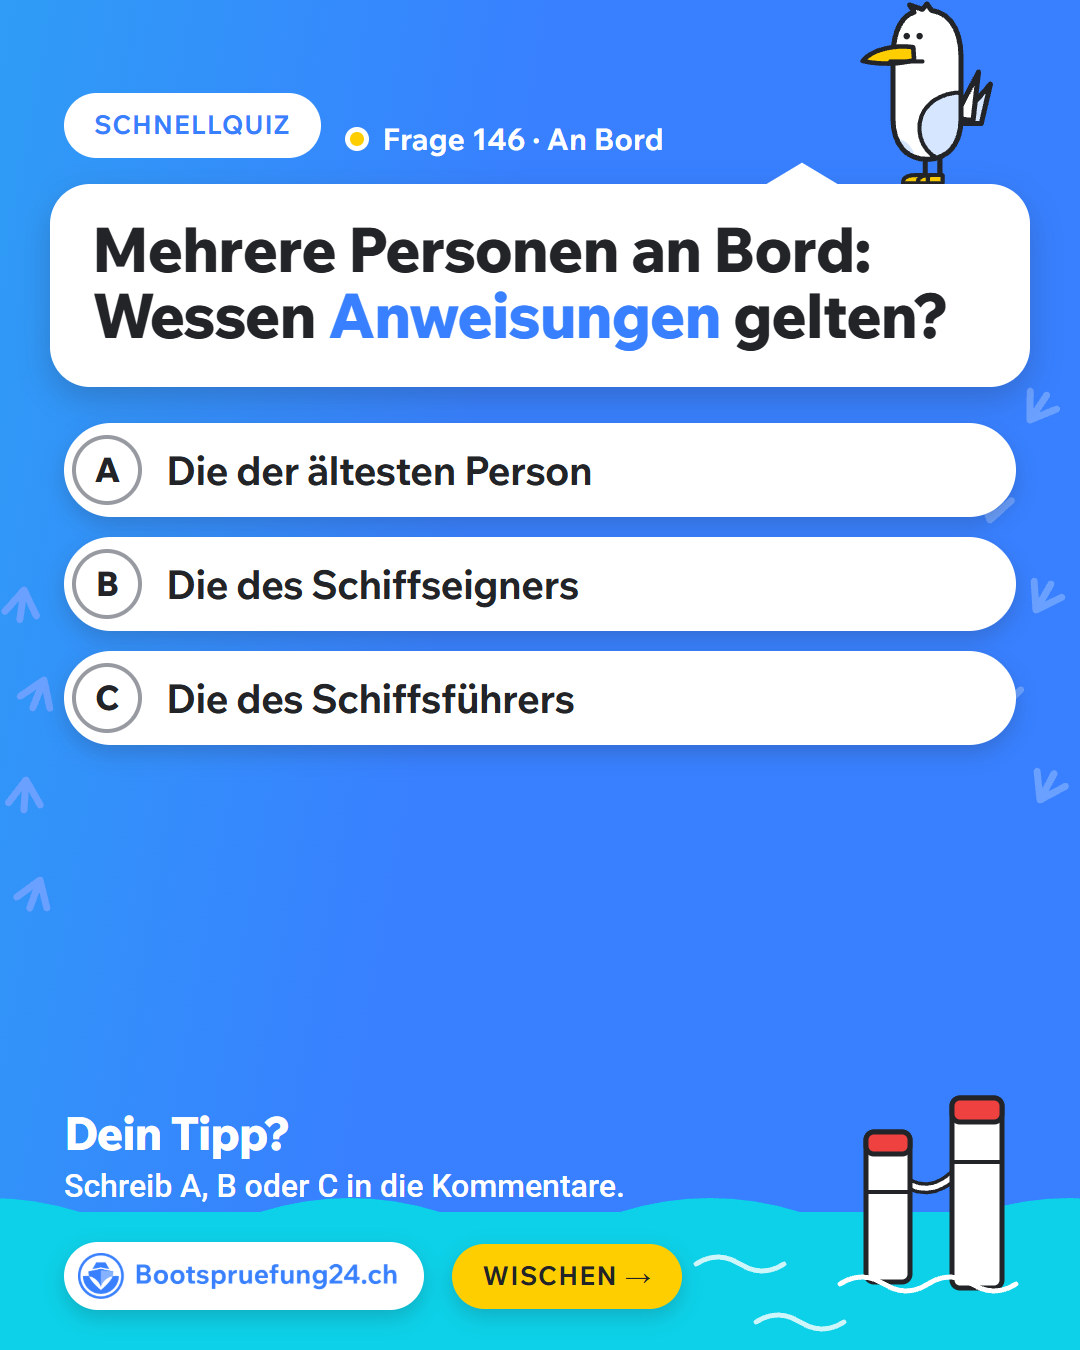 SCHNELLQUIZ
Frage 146 · An Bord
Mehrere Personen an Bord:
Wessen Anweisungen gelten?
A Die der ältesten Person
B Die des Schiffseigners
C Die des Schiffsführers
Dein Tipp?
Schreib A, B oder C in die Kommentare.
Bootspruefung24.ch
WISCHEN →